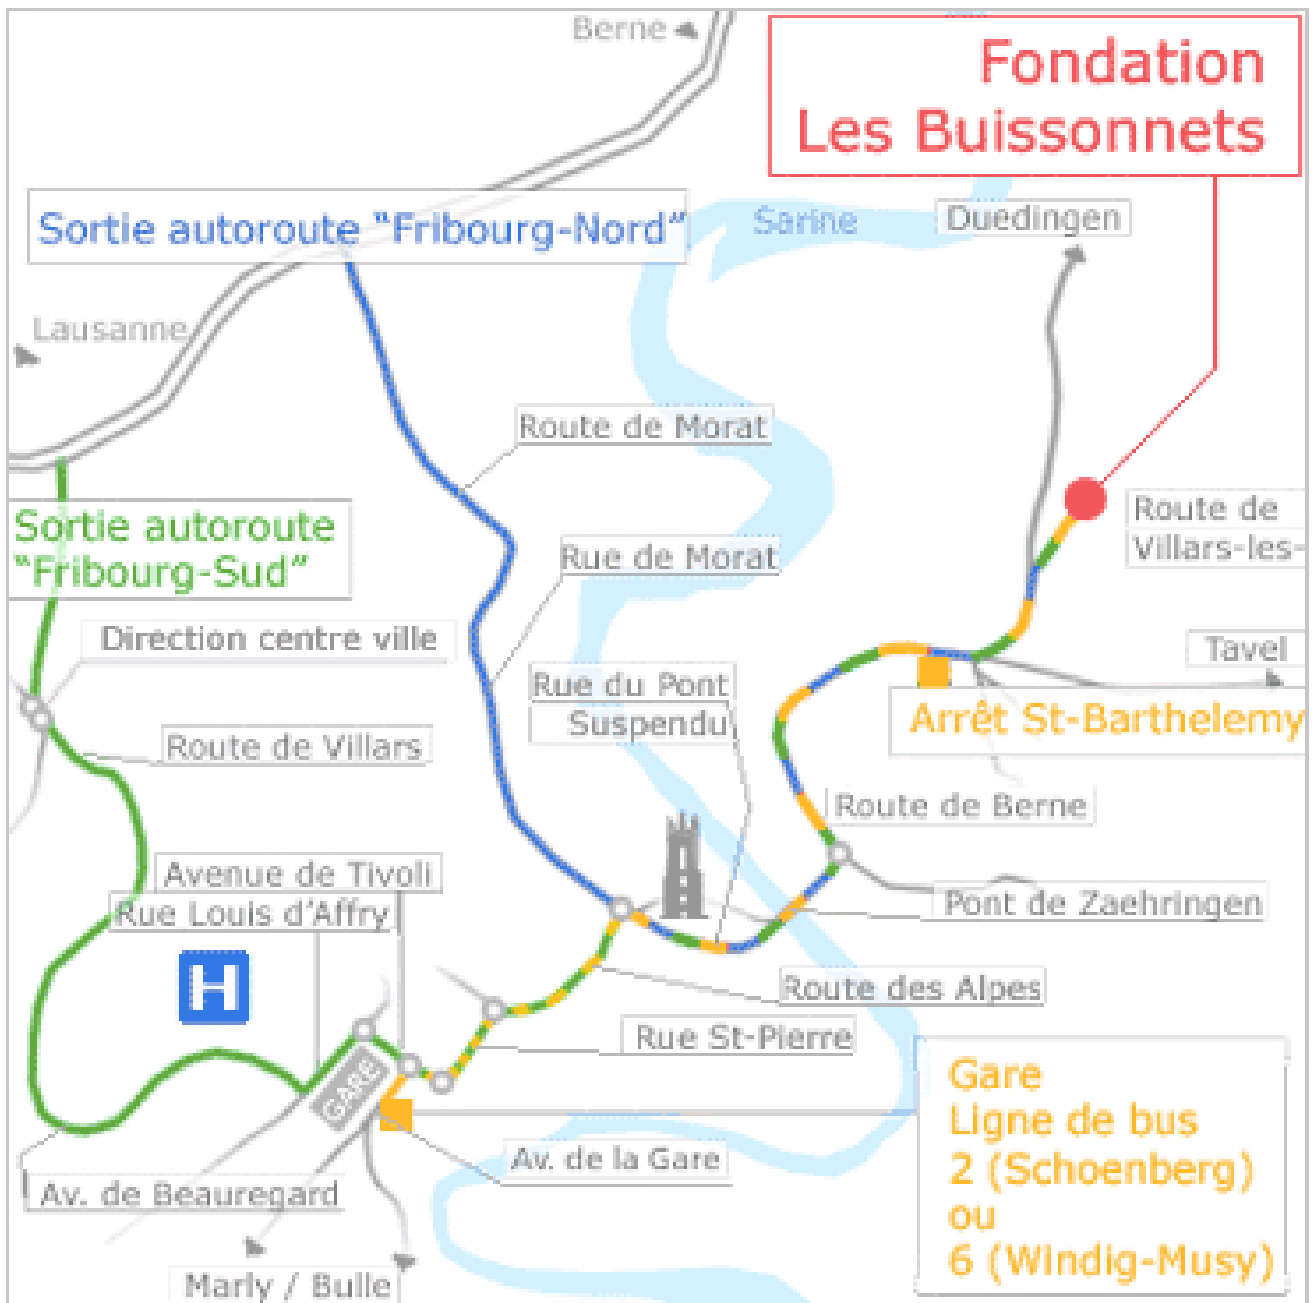 Berne
Fondation
Les Buissonnets
Sortie autoroute “Fribourg-Nord”
Sarine
Duedingen
Lausanne
Route de Morat
Route de
Villars-les-
Sortie autoroute
“Fribourg-Sud”
Rue de Morat
Direction centre ville
Tavel
Rue du Pont
Suspendu
Arrêt St-Barthelemy
Route de Villars
Route de Berne
Avenue de Tivoli
Rue Louis d'Affry
Pont de Zaehringen
H
Route des Alpes
Rue St-Pierre
GARE
Gare
Ligne de bus
2 (Schoenberg)
ou
6 (Windig-Musy)
Av. de la Gare
Av. de Beauregard
Marly / Bulle